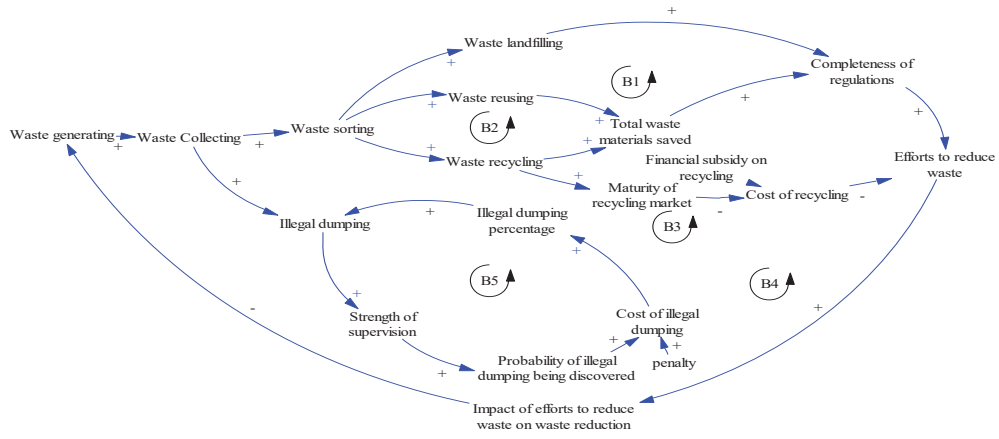 +
Waste landfilling
+
Completeness of
regulations
B1
+
Waste reusing
+
+
+
B2
Total waste
materials saved
+
Waste generating
+
Waste Collecting
+
Waste sorting
+
Waste recycling
+
Financial subsidy on
recycling
Efforts to reduce
waste
+
Maturity of
recycling market
-
Cost of recycling
-
+
Illegal dumping
+
Illegal dumping
percentage
+
B3
B5
B4
+
Strength of
supervision
Cost of illegal
dumping
+
-
+
+
penalty
+
Probability of illegal
dumping being discovered
Impact of efforts to reduce
waste on waste reduction